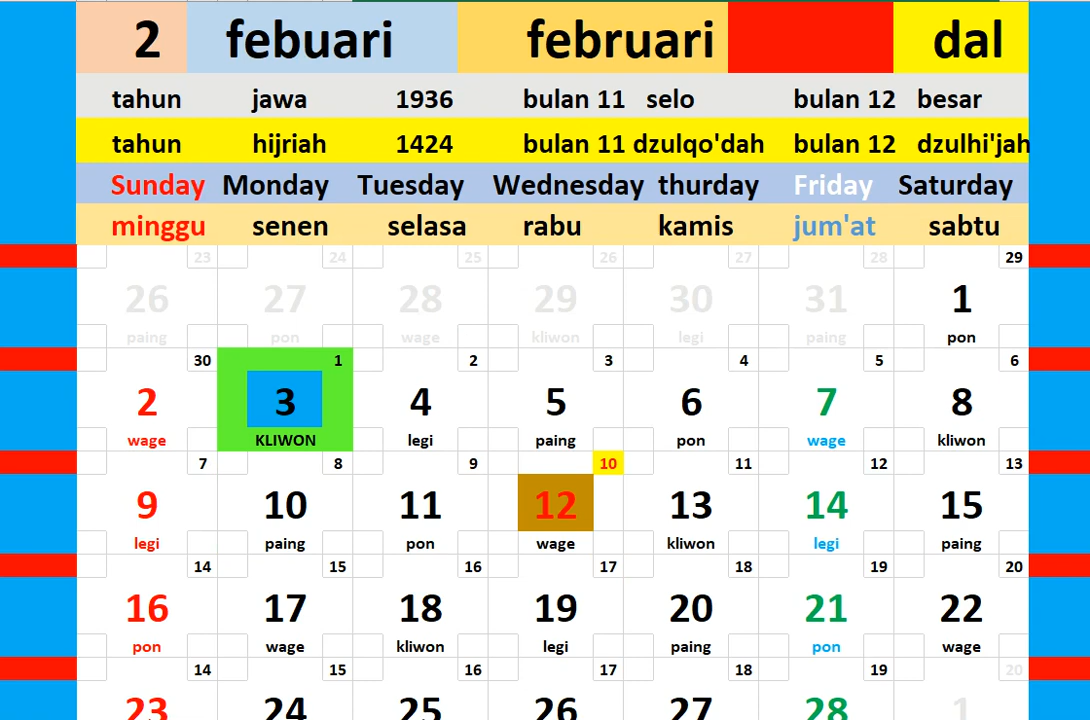 2 febuari februari dal
tahun jawa 1936 bulan 11 selo bulan 12 besar
tahun hijriah 1424 bulan 11 dzulqo'dah bulan 12 dzulhi'jah
Sunday Monday Tuesday Wednesday thurday Friday Saturday
minggu senen selasa rabu kamis jum'at sabtu
23 24 25 26 27 28 29
26 27 28 29 30 31 1
paing pon wage kliwon legi paing pon
30 1 2 3 4 5 6
2 3 4 5 6 7 8
wage KLIWON legi paing pon wage kliwon
7 8 9 10 11 12 13
9 10 11 12 13 14 15
legi paing pon wage kliwon legi paing
14 15 16 17 18 19 20
16 17 18 19 20 21 22
pon wage kliwon legi paing pon wage
14 15 16 17 18 19 20
23 24 25 26 27 28 1